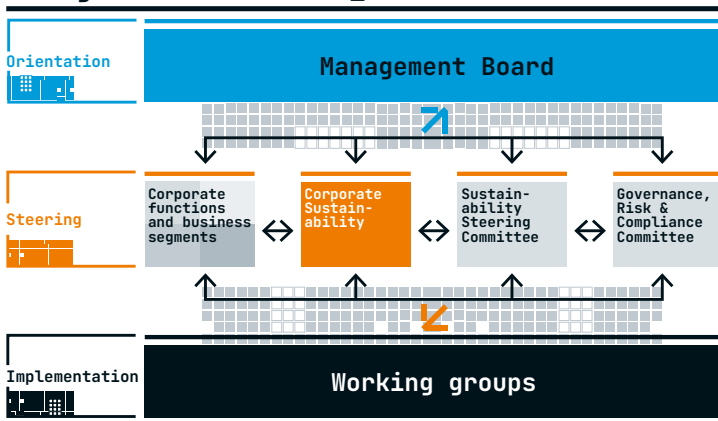 Orientation
Management Board
Steering
Corporate
functions
and business
segments
Corporate
Sustain-
ability
Sustain-
ability
Steering
Committee
Governance,
Risk &
Compliance
Committee
Implementation
Working groups